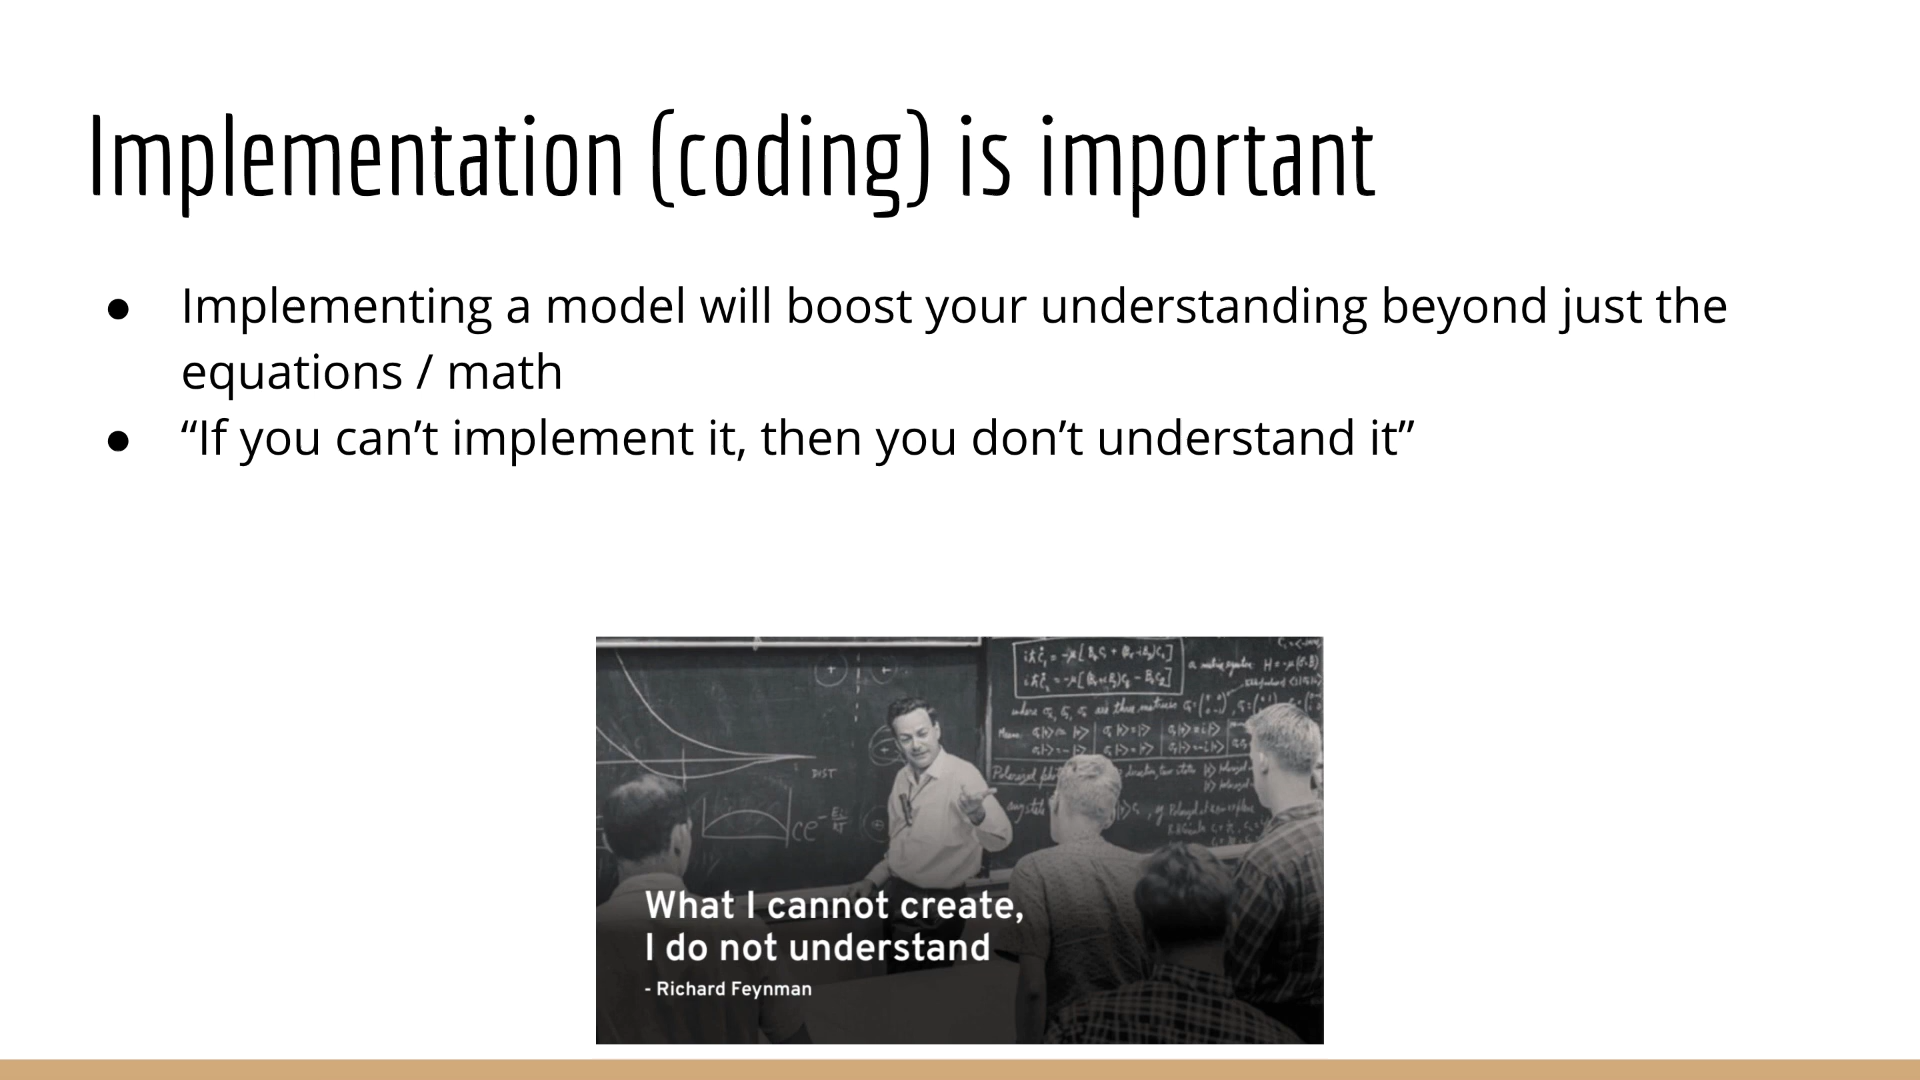 Implementation (coding) is important
● Implementing a model will boost your understanding beyond just the
equations / math
● “If you can’t implement it, then you don’t understand it”
DIST
What I cannot create,
I do not understand
- Richard Feynman